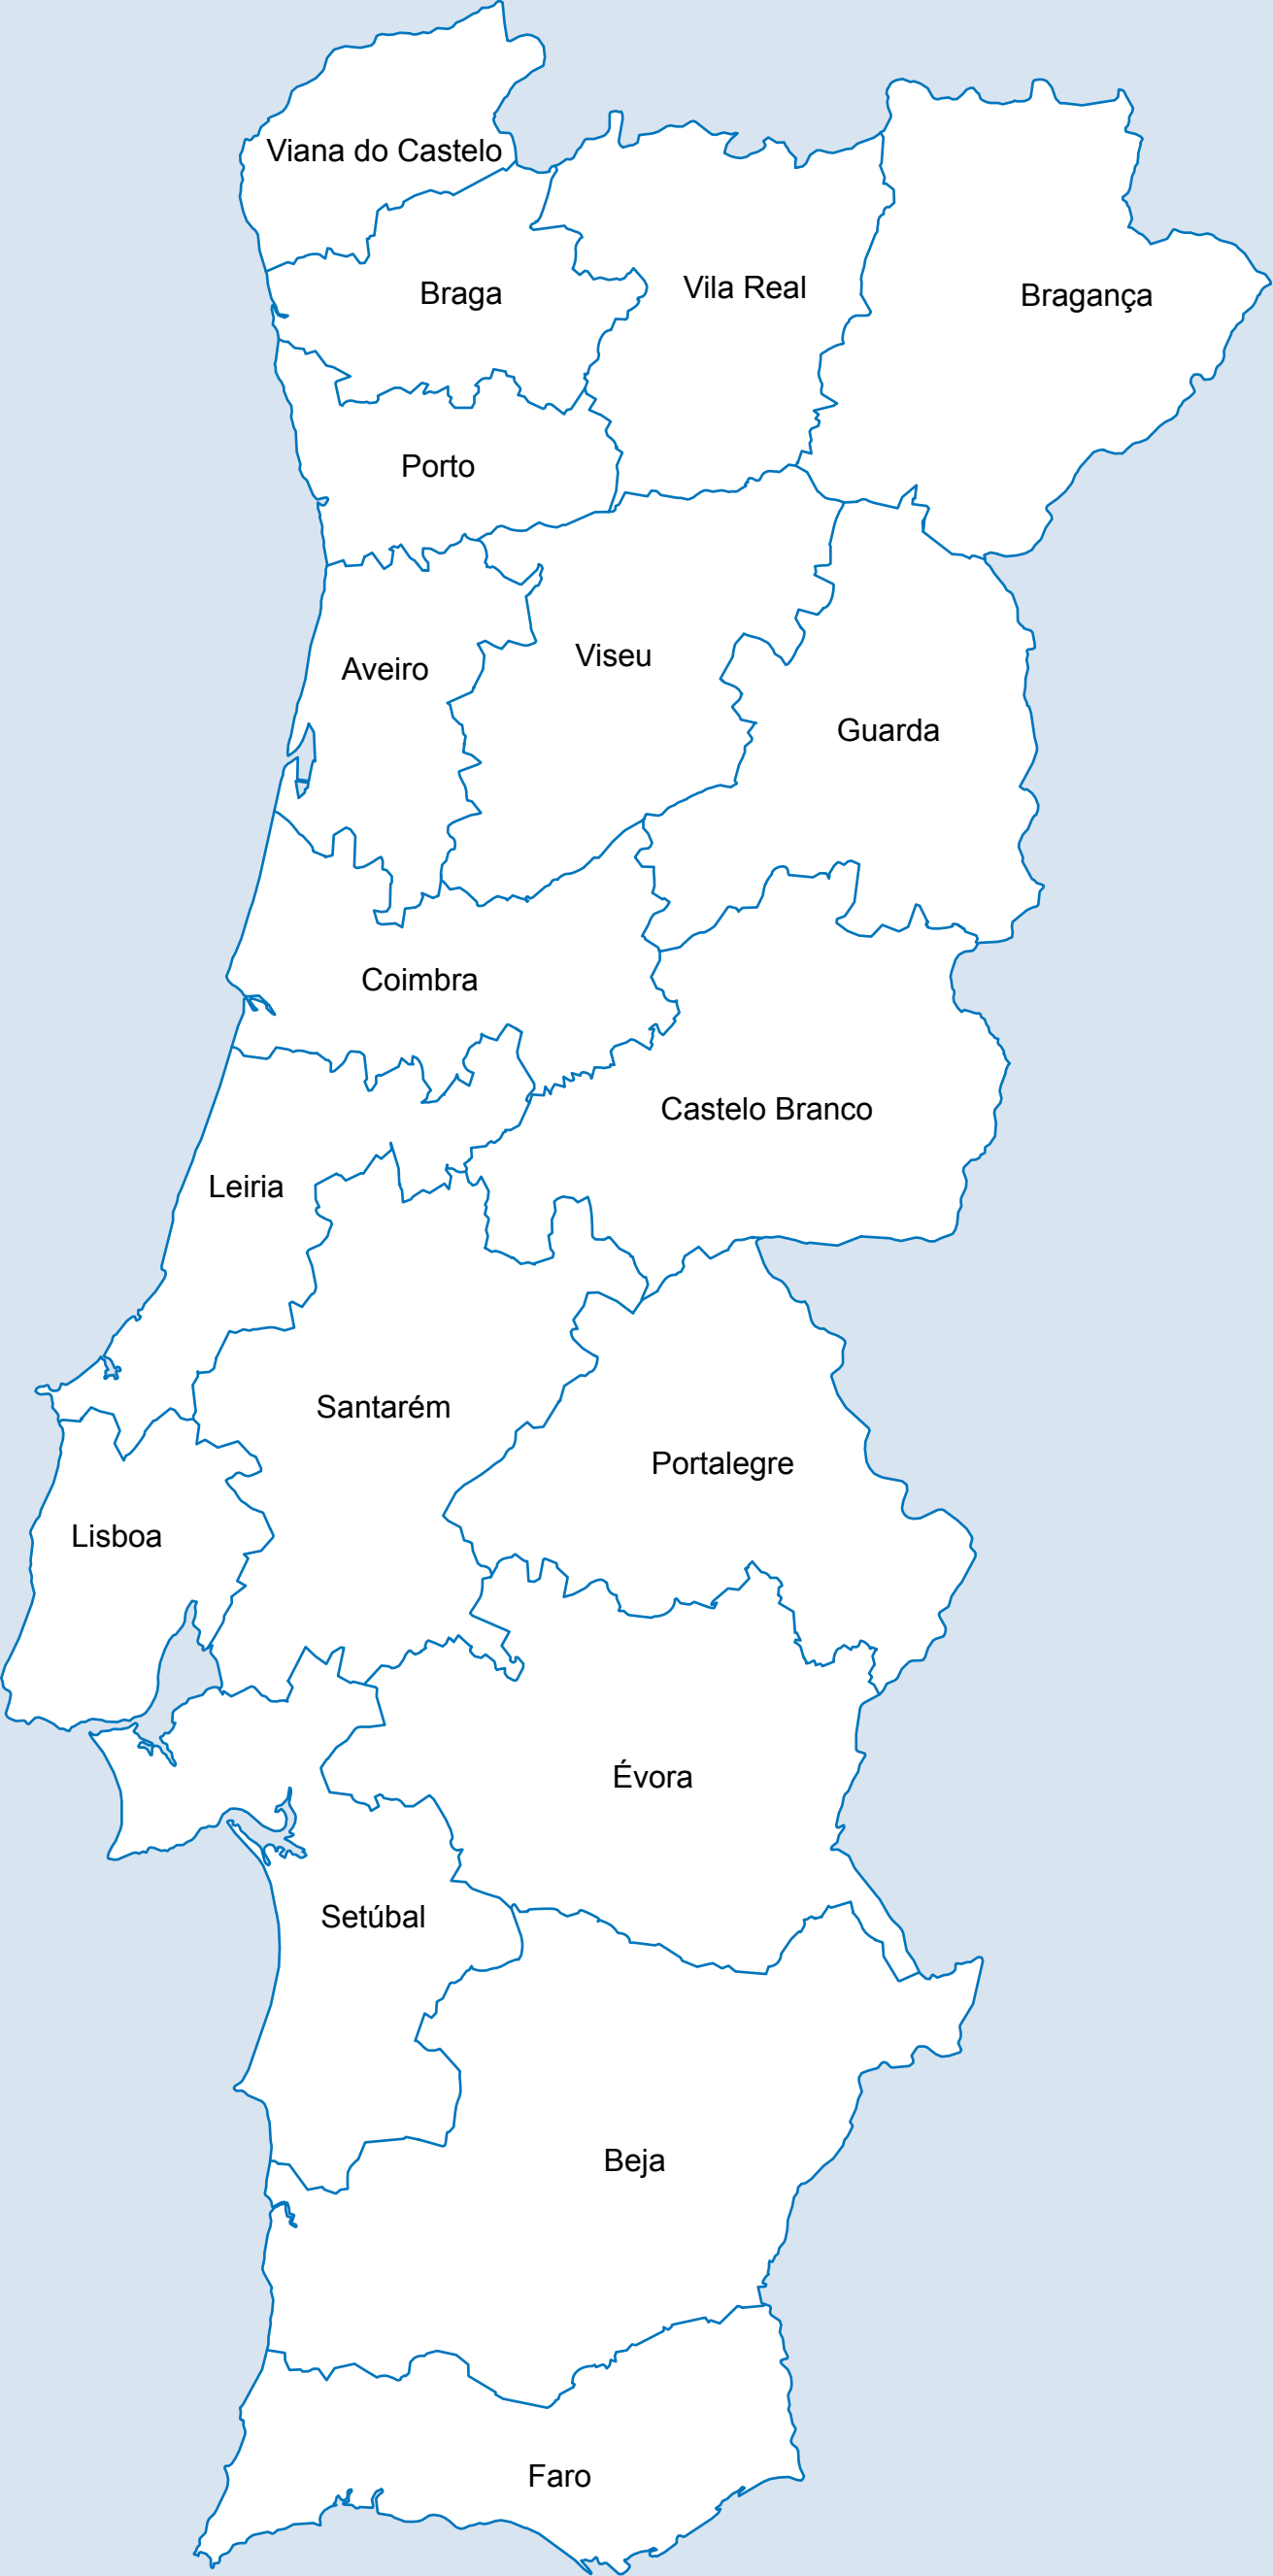 Viana do Castelo
Braga
Vila Real
Bragança
Porto
Aveiro
Viseu
Guarda
Coimbra
Castelo Branco
Leiria
Santarém
Portalegre
Lisboa
Évora
Setúbal
Beja
Faro